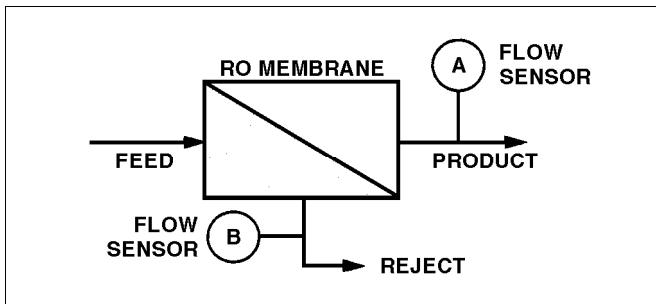 RO MEMBRANE
A
FLOW
SENSOR
FEED
PRODUCT
FLOW
SENSOR
B
REJECT